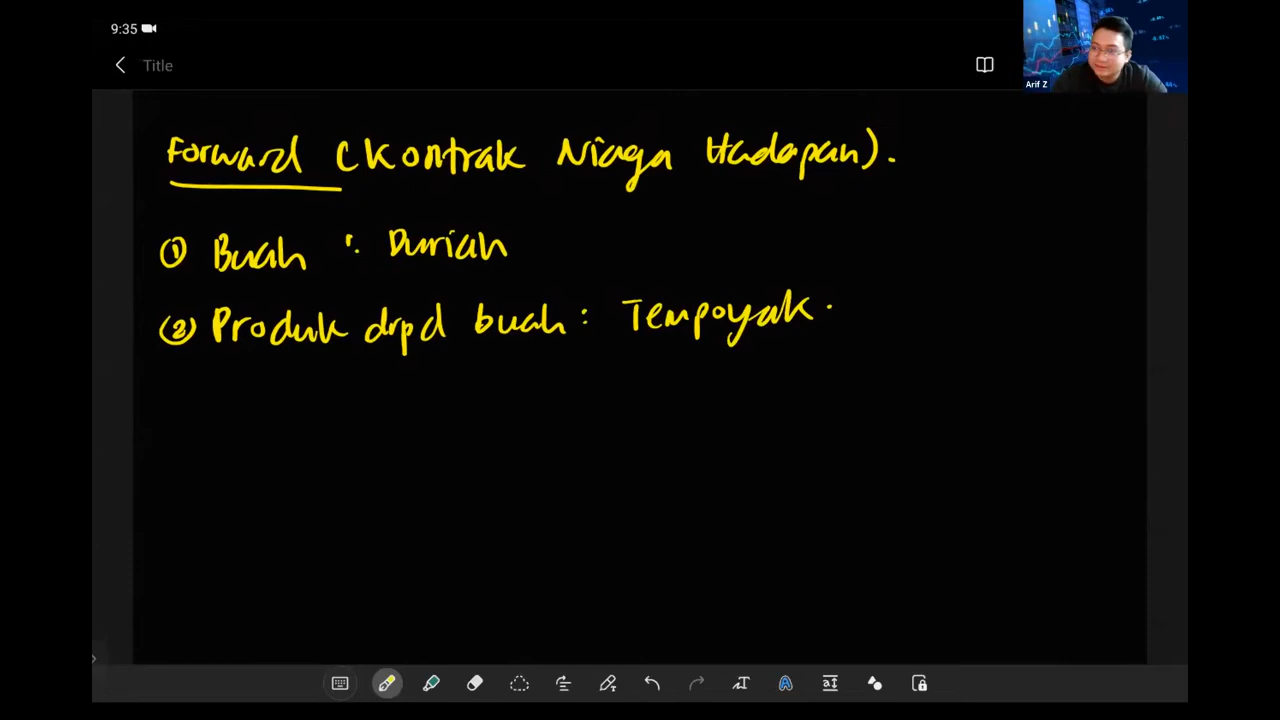 9:35
Title
Arif Z
Forward (Kontrak Niaga Hadapan).
① Buah : Durian
② Produk drpd buah : Tempoyak.